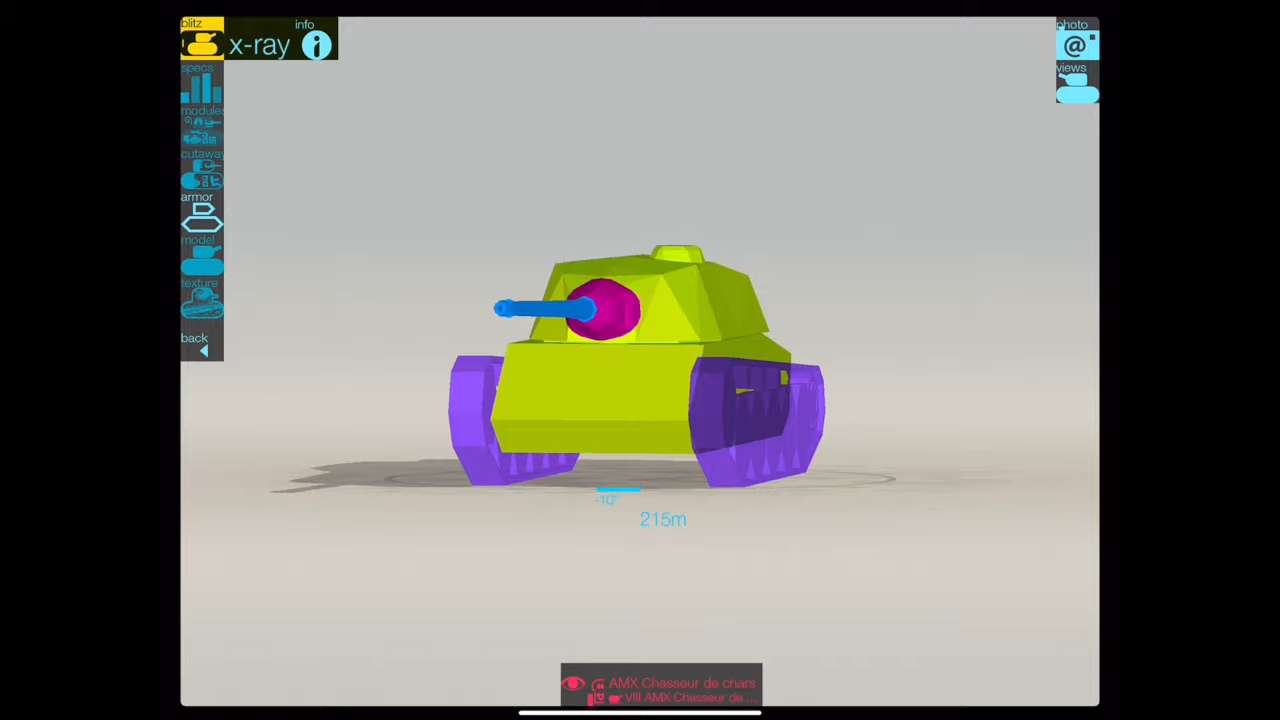 blitz
x-ray
info
specs
modules
cutaway
armor
model
texture
back
photo
@
views
-10°
215m
AMX Chasseur de chars
VIII AMX Chasseur de ...